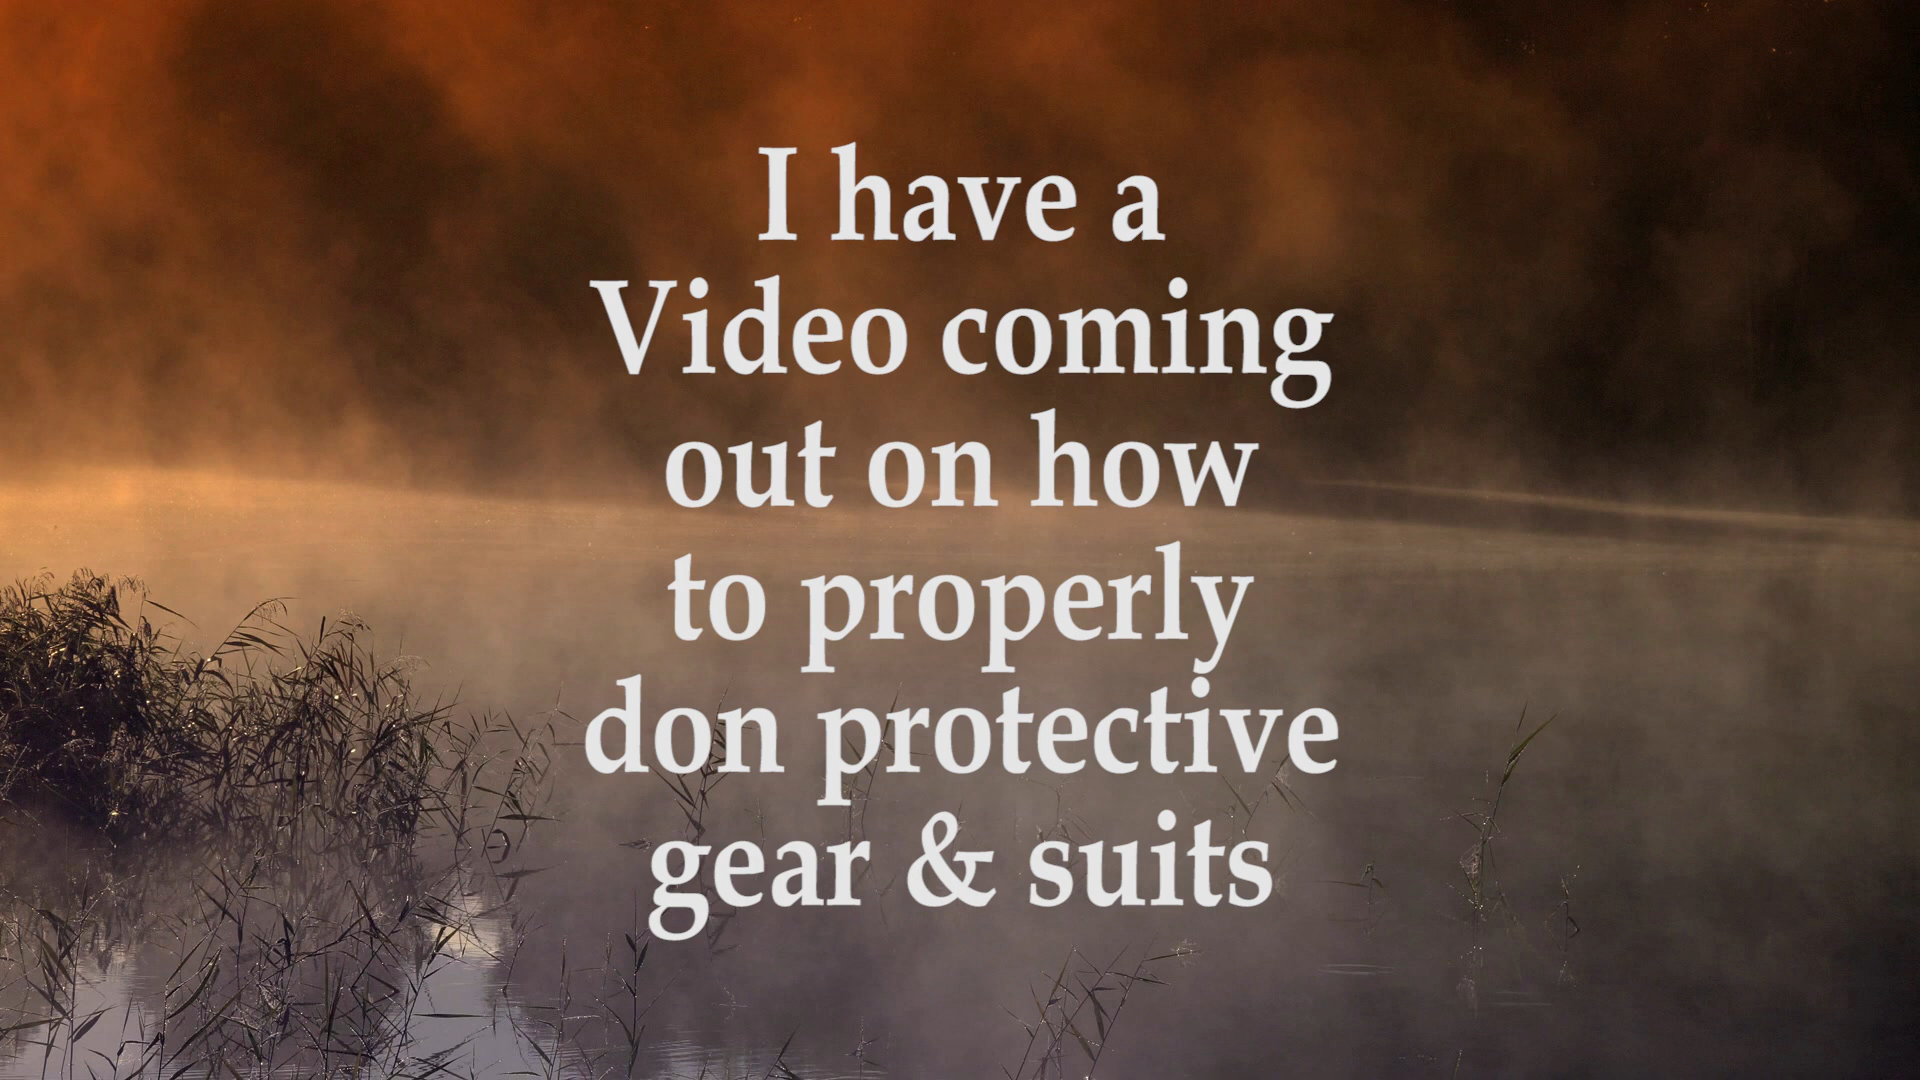 I have a
Video coming
out on how
to properly
don protective
gear & suits